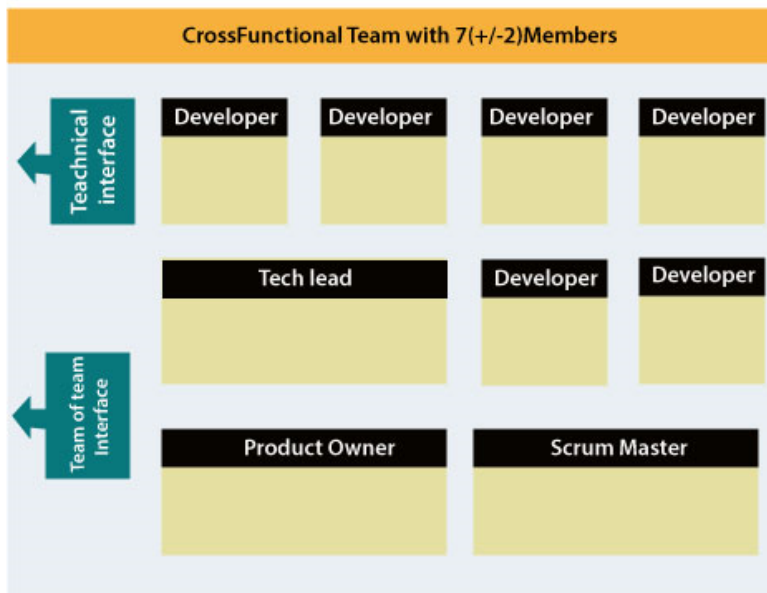 CrossFunctional Team with 7(+/-2)Members
Teachnical
interface
Developer
Developer
Developer
Developer
Tech lead
Developer
Developer
Team of team
Interface
Product Owner
Scrum Master